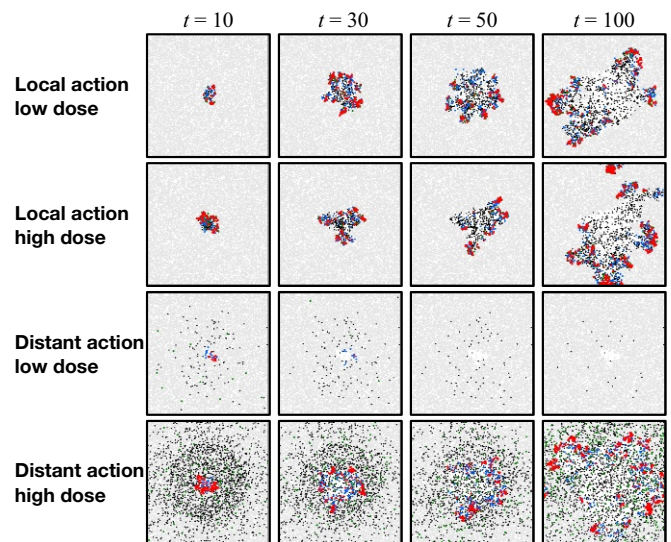 t = 10 t = 30 t = 50 t = 100
Local action
low dose
Local action
high dose
Distant action
low dose
Distant action
high dose